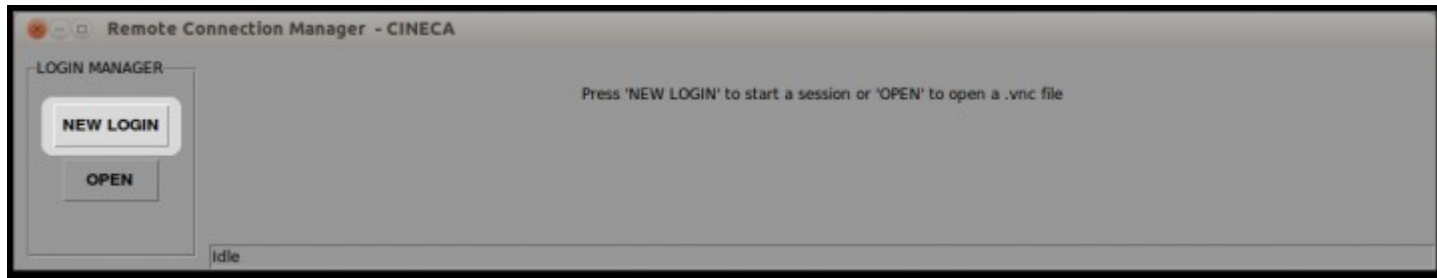 Remote Connection Manager - CINECA
LOGIN MANAGER
Press 'NEW LOGIN' to start a session or 'OPEN' to open a .vnc file
NEW LOGIN
OPEN
Idle